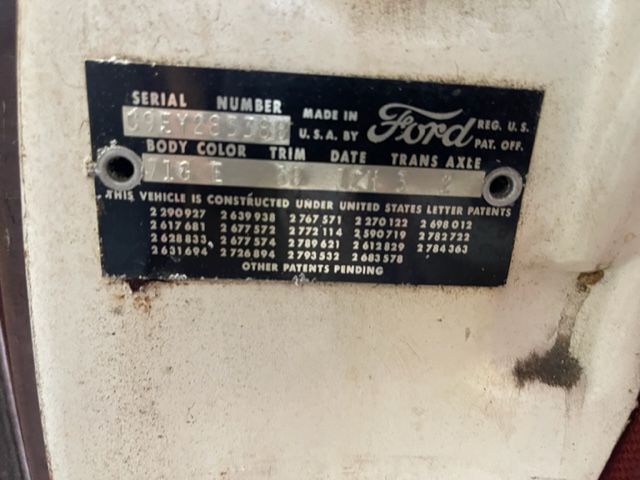 SERIAL NUMBER
MADE IN
U.S.A. BY
Ford
REG. U.S.
PAT. OFF.
BODY COLOR TRIM DATE TRANS AXLE
71G E
THIS VEHICLE IS CONSTRUCTED UNDER UNITED STATES LETTER PATENTS
2 290 927 2 639 938 2 767 571 2 270 122 2 698 012
2 617 681 2 677 572 2 772 114 2 590 719 2 782 722
2 628 833 2 677 574 2 789 621 2 612 829 2 784 363
2 631 694 2 726 894 2 793 532 2 683 578
OTHER PATENTS PENDING